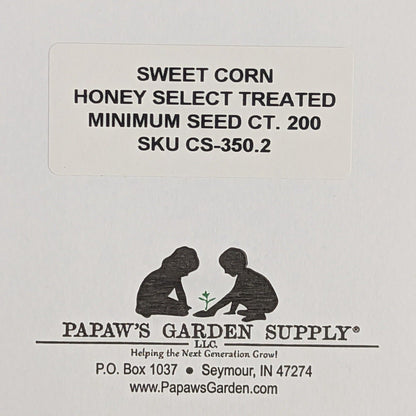 SWEET CORN
HONEY SELECT TREATED
MINIMUM SEED CT. 200
SKU CS-350.2
PAPAW'S GARDEN SUPPLY®
LLC.
Helping the Next Generation Grow!
P.O. Box 1037 ● Seymour, IN 47274
www.PapawsGarden.com